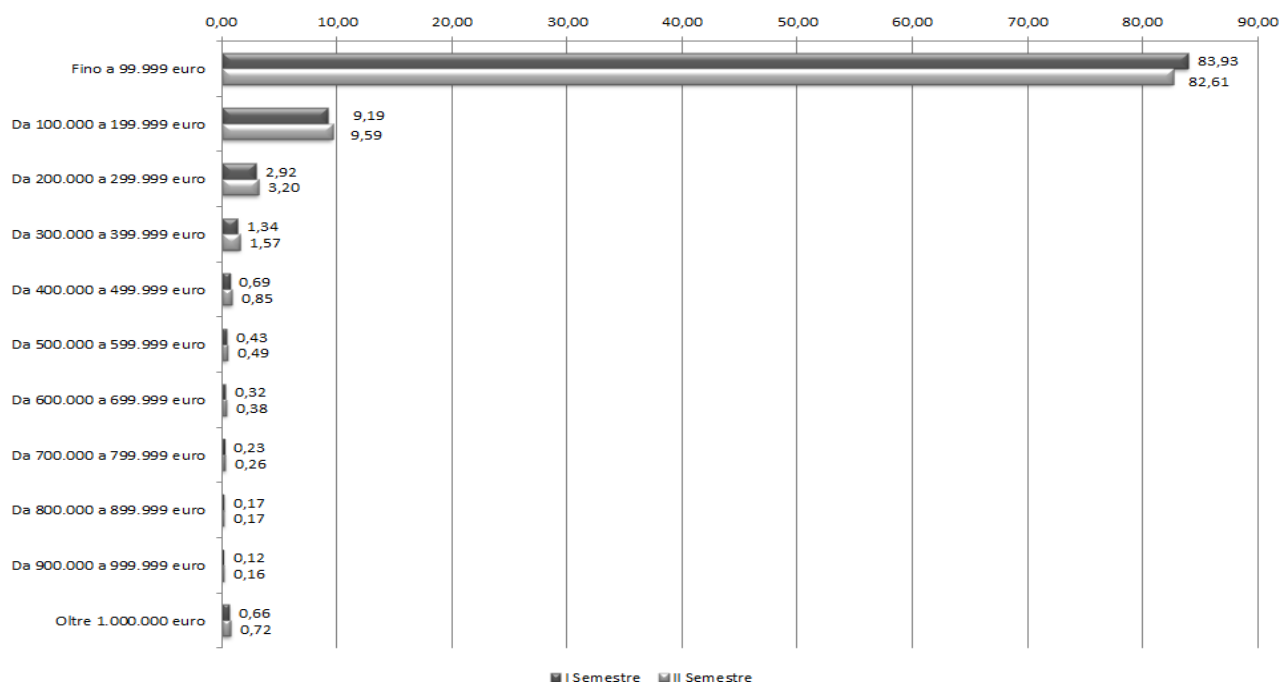 0,00 10,00 20,00 30,00 40,00 50,00 60,00 70,00 80,00 90,00
Fino a 99.999 euro
83,93
82,61
Da 100.000 a 199.999 euro
9,19
9,59
Da 200.000 a 299.999 euro
2,92
3,20
Da 300.000 a 399.999 euro
1,34
1,57
Da 400.000 a 499.999 euro
0,69
0,85
Da 500.000 a 599.999 euro
0,43
0,49
Da 600.000 a 699.999 euro
0,32
0,38
Da 700.000 a 799.999 euro
0,23
0,26
Da 800.000 a 899.999 euro
0,17
0,17
Da 900.000 a 999.999 euro
0,12
0,16
Oltre 1.000.000 euro
0,66
0,72
I Semestre II Semestre